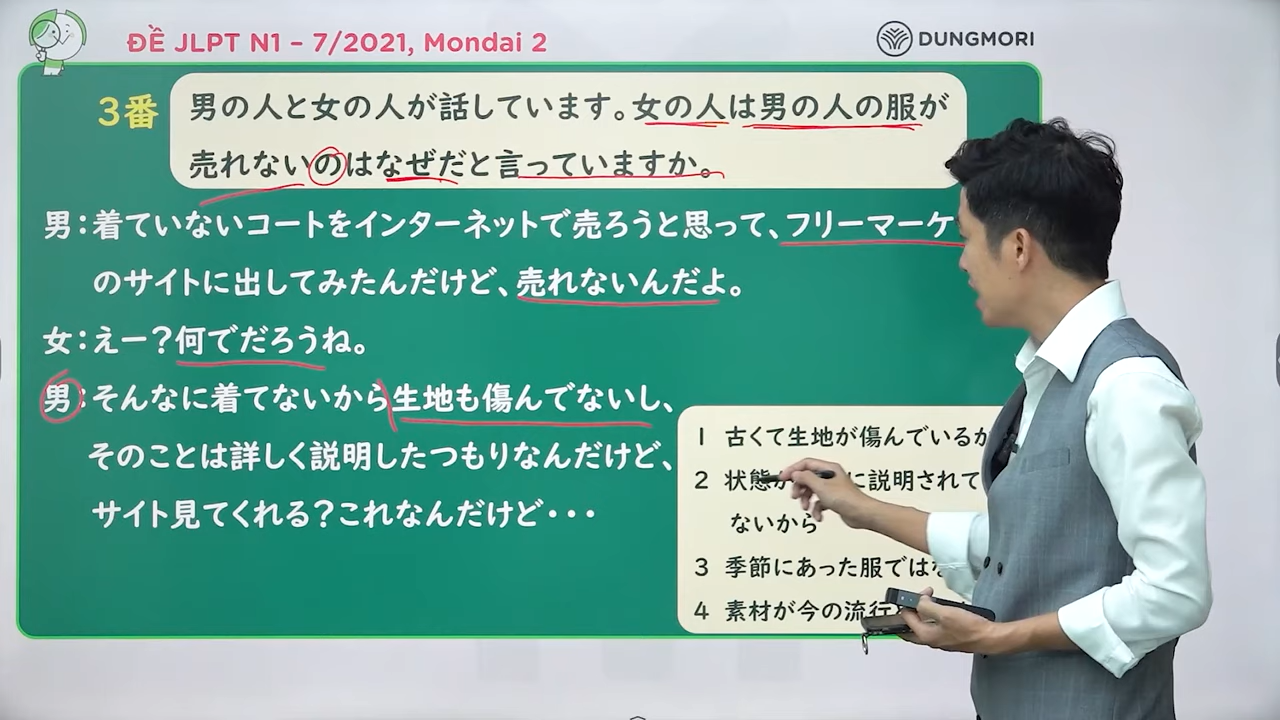 ĐỀ JLPT N1 – 7/2021, Mondai 2
DUNGMORI
3番
男の人と女の人が話しています。女の人は男の人の服が
売れないのはなぜだと言っていますか。
男：着ていないコートをインターネットで売ろうと思って、フリーマーケ
のサイトに出してみたんだけど、売れないんだよ。
女：えー？何でだろうね。
男：そんなに着てないから生地も傷んでないし、
そのことは詳しく説明したつもりなんだけど、
サイト見てくれる？これなんだけど・・・
1 古くて生地が傷んでいるか
2 状態が に説明されて
ないから
3 季節にあった服では
4 素材が今の流行